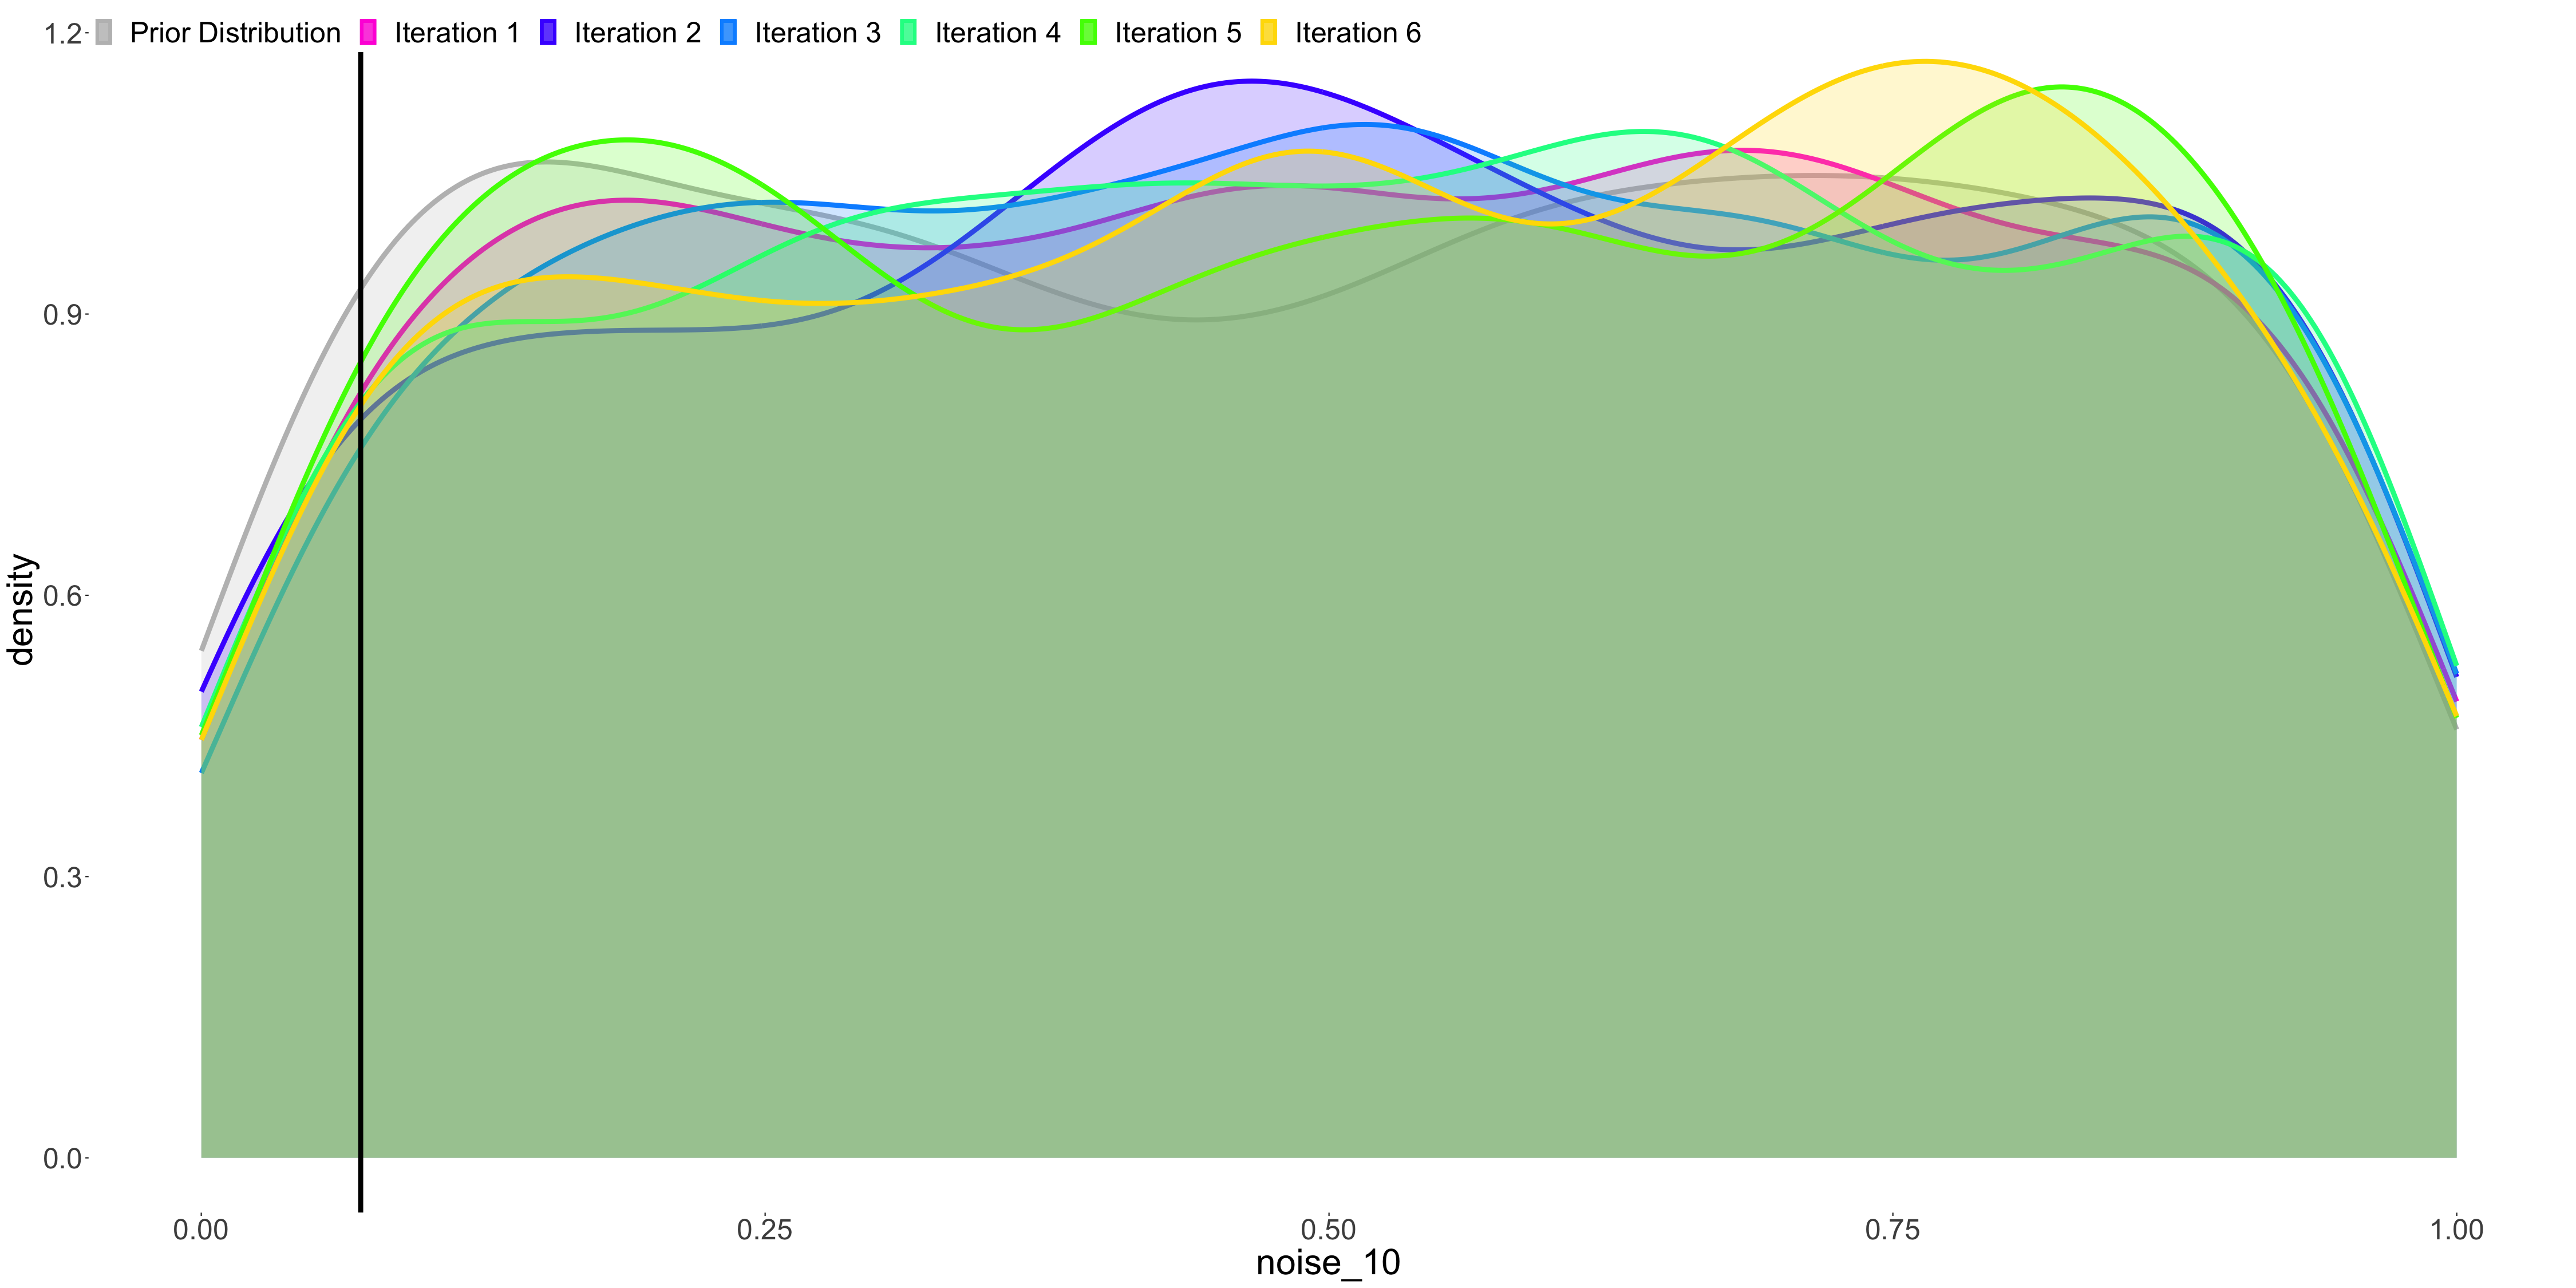 Prior Distribution Iteration 1 Iteration 2 Iteration 3 Iteration 4 Iteration 5 Iteration 6
1.2
0.9
0.6
0.3
0.0
density
0.00 0.25 0.50 0.75 1.00
noise_10